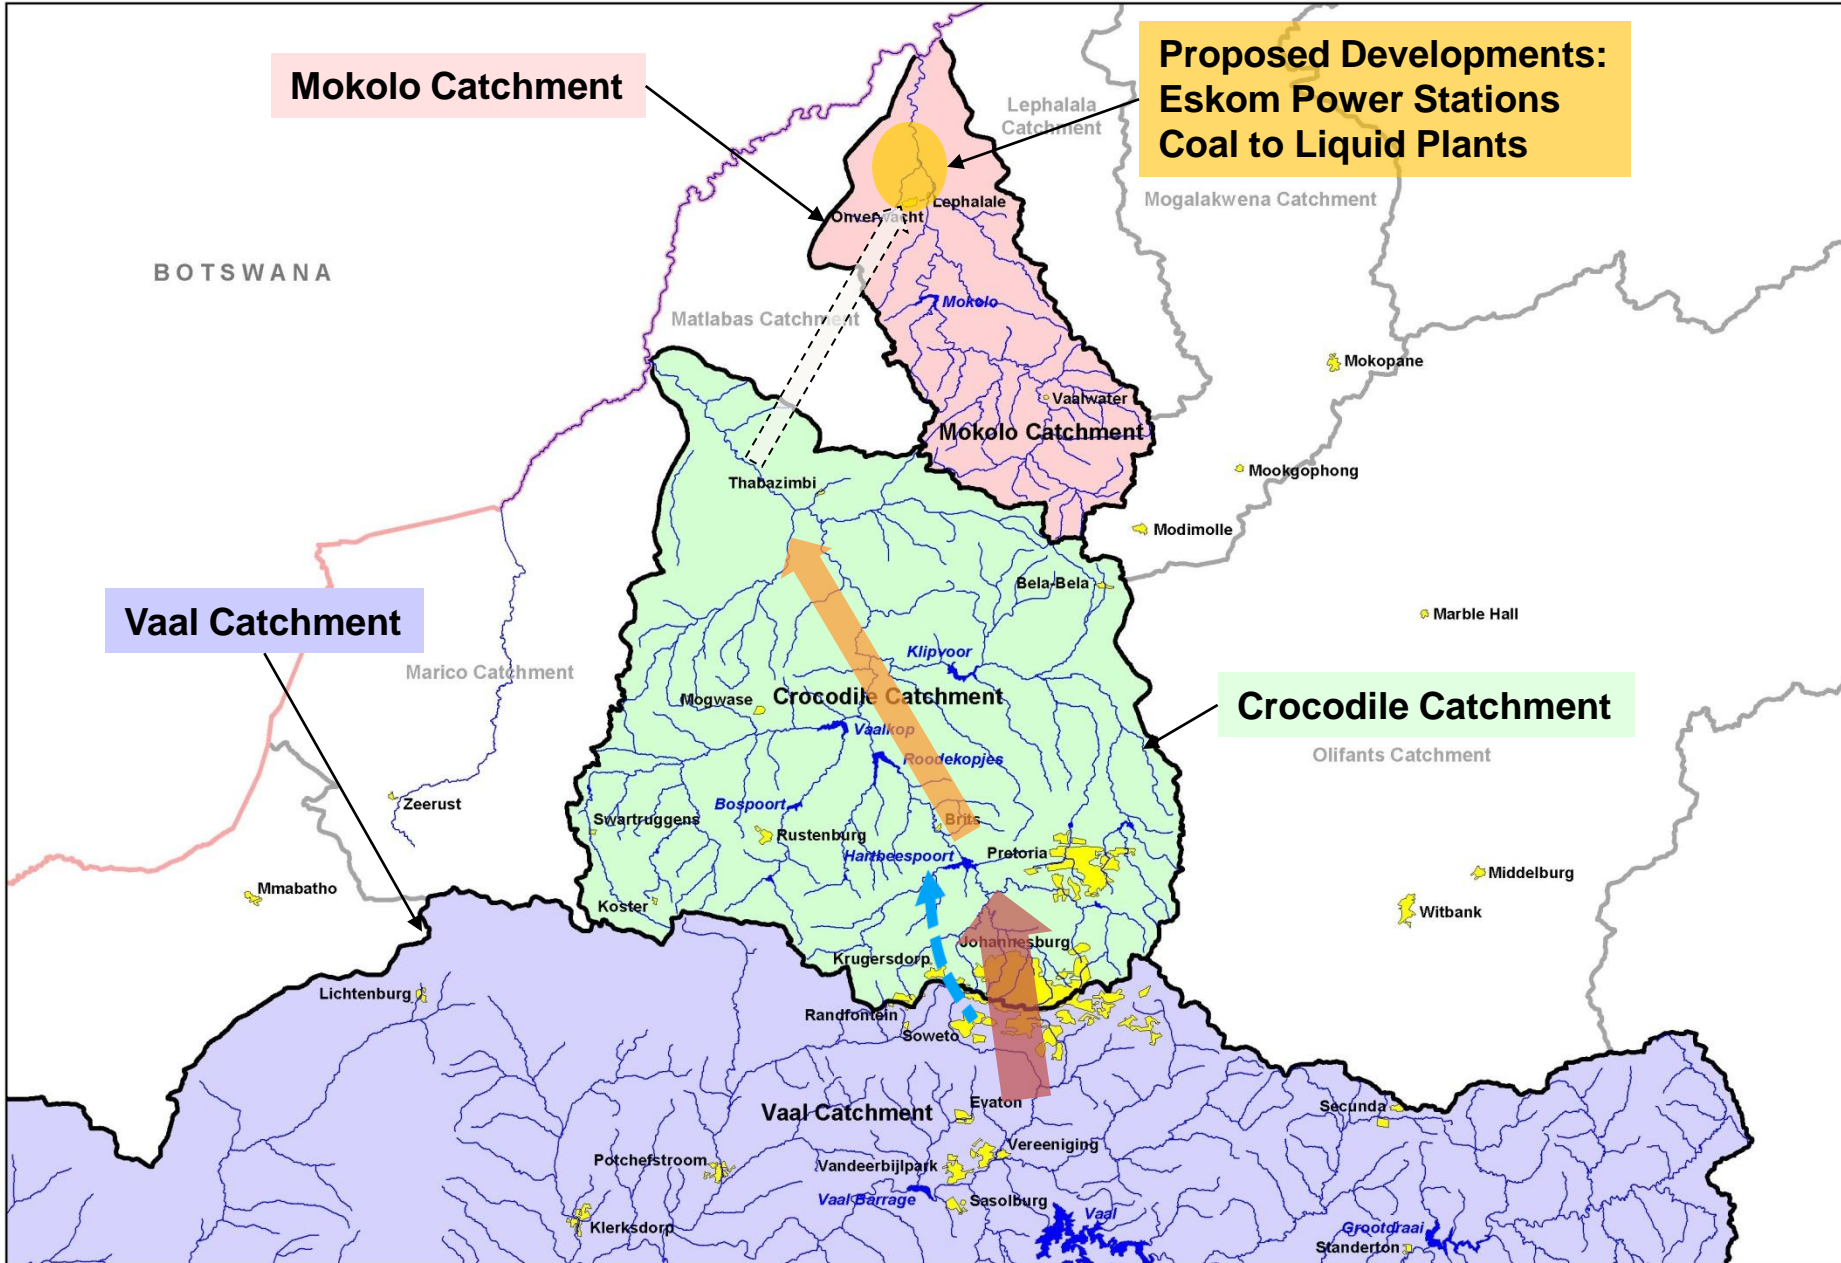 Proposed Developments:
Eskom Power Stations
Coal to Liquid Plants
Mokolo Catchment
Lephalala
Catchment
Mogalakwena Catchment
Lephalale
Onverwacht
BOTSWANA
Mokolo
Matlabas Catchment
Mokopane
Vaalwater
Mokolo Catchment
Mookgophong
Thabazimbi
Modimolle
Bela-Bela
Vaal Catchment
Marble Hall
Klipvoor
Marico Catchment
Mogwase
Crocodile Catchment
Crocodile Catchment
Vaalkop
Roodekopjes
Olifants Catchment
Zeerust
Bospoort
Swartruggens
Rustenburg
Brits
Hartbeespoort
Pretoria
Middelburg
Mmabatho
Koster
Witbank
Johannesburg
Krugersdorp
Lichtenburg
Randfontein
Soweto
Evaton
Vaal Catchment
Secunda
Vereeniging
Potchefstroom
Vandeerbijlpark
Vaal Barrage
Sasolburg
Vaal
Klerksdorp
Grootdraai
Standerton